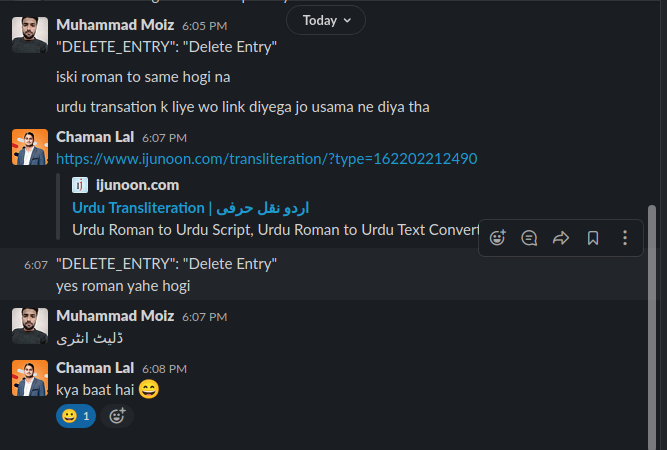 Today
Muhammad Moiz 6:05 PM
"DELETE_ENTRY": "Delete Entry"
iski roman to same hogi na
urdu transation k liye wo link diyega jo usama ne diya tha
Chaman Lal 6:07 PM
https://www.ijunoon.com/transliteration/?type=162202212490
ij ijunoon.com
Urdu Transliteration | اردو نقل حرفی
Urdu Roman to Urdu Script, Urdu Roman to Urdu Text Convert
6:07 "DELETE_ENTRY": "Delete Entry"
yes roman yahe hogi
Muhammad Moiz 6:07 PM
ڈلیٹ انٹری
Chaman Lal 6:08 PM
kya baat hai 😄
😀 1